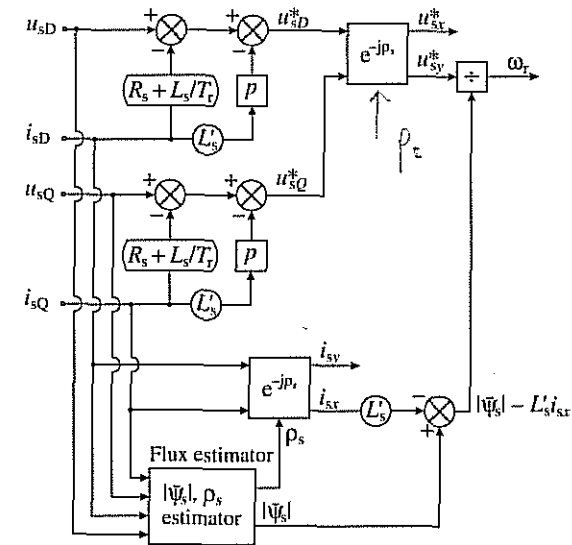 u_sD
+
+
u*_sD
u*_sx
−
−
e^-jρ_s
u*_sy
÷
ω_r
(R_s + L_s/T_r)
p
i_sD
L'_s
u_sQ
+
+
u*_sQ
−
−
(R_s + L_s/T_r)
p
i_sQ
L'_s
i_sy
e^-jρ_s
i_sx
L'_s
−
|ψ̄_s| − L'_s i_sx
+
ρ_s
Flux estimator
|ψ̄_s|, ρ_s
estimator
|ψ̄_s|